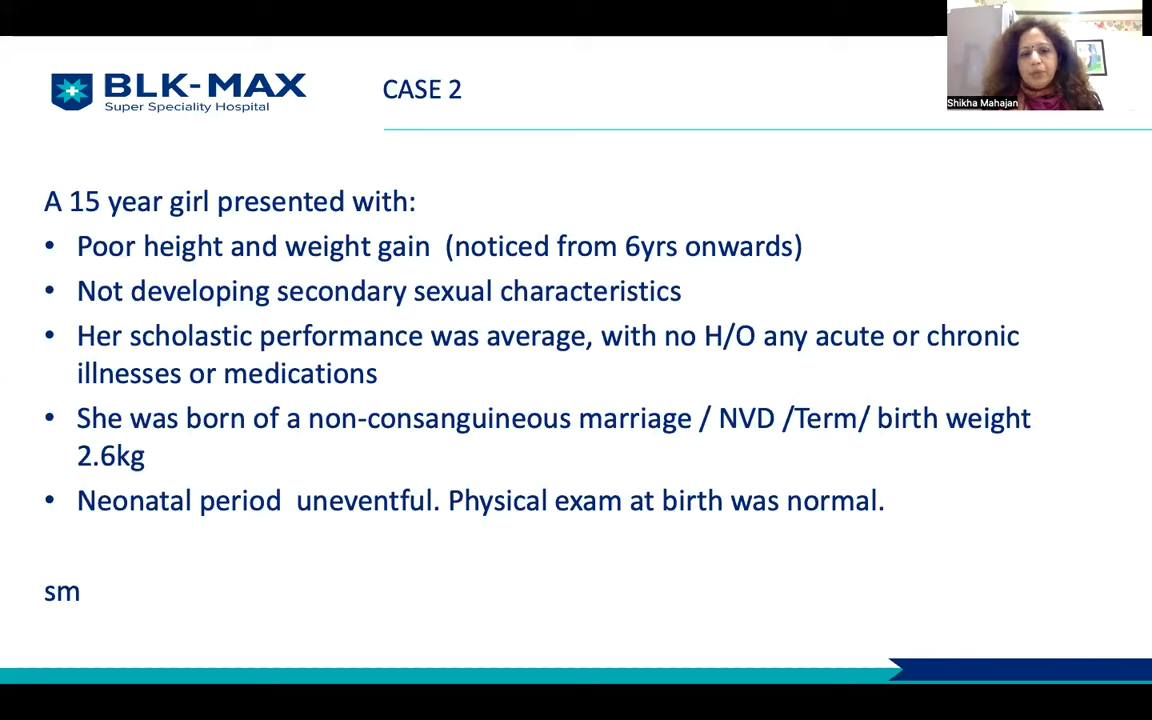 BLK-MAX
Super Speciality Hospital
CASE 2
Shikha Mahajan
A 15 year girl presented with:
• Poor height and weight gain (noticed from 6yrs onwards)
• Not developing secondary sexual characteristics
• Her scholastic performance was average, with no H/O any acute or chronic
illnesses or medications
• She was born of a non-consanguineous marriage / NVD /Term/ birth weight
2.6kg
• Neonatal period uneventful. Physical exam at birth was normal.
sm